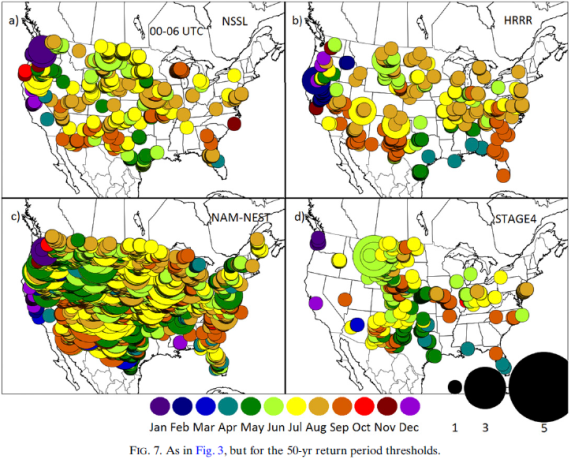 a) 00-06 UTC NSSL
b) HRRR
c) NAM-NEST
d) STAGE4
Jan Feb Mar Apr May Jun Jul Aug Sep Oct Nov Dec
1 3 5
FIG. 7. As in Fig. 3, but for the 50-yr return period thresholds.